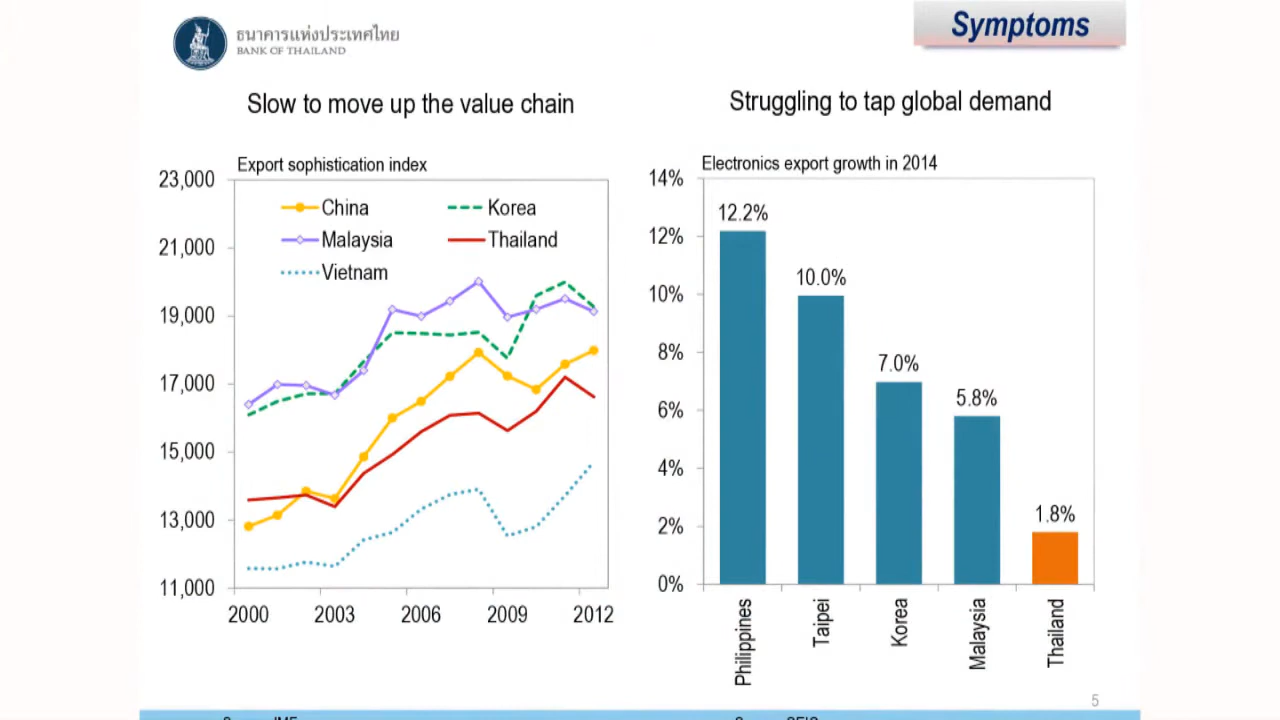 ธนาคารแห่งประเทศไทย
BANK OF THAILAND
Symptoms
Slow to move up the value chain
Export sophistication index
23,000
21,000
19,000
17,000
15,000
13,000
11,000
China
Korea
Malaysia
Thailand
Vietnam
2000 2003 2006 2009 2012
Struggling to tap global demand
Electronics export growth in 2014
14%
12%
10%
8%
6%
4%
2%
0%
12.2%
10.0%
7.0%
5.8%
1.8%
Philippines
Taipei
Korea
Malaysia
Thailand
5